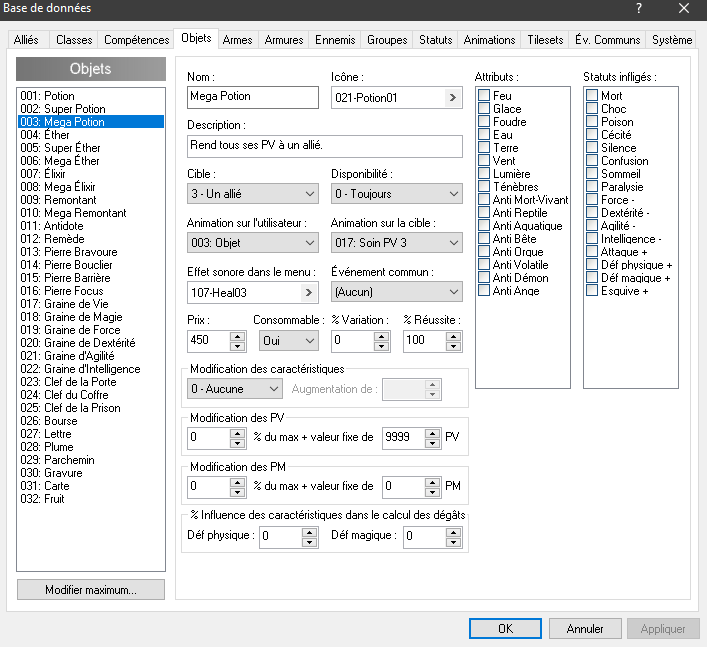 Base de données
?
Alliés Classes Compétences Objets Armes Armures Ennemis Groupes Statuts Animations Tilesets Év. Communs Système
Objets
001: Potion
002: Super Potion
003: Mega Potion
004: Éther
005: Super Éther
006: Mega Éther
007: Élixir
008: Mega Élixir
009: Remontant
010: Mega Remontant
011: Antidote
012: Remède
013: Pierre Bravoure
014: Pierre Bouclier
015: Pierre Barrière
016: Pierre Focus
017: Graine de Vie
018: Graine de Magie
019: Graine de Force
020: Graine de Dextérité
021: Graine d'Agilité
022: Graine d'Intelligence
023: Clef de la Porte
024: Clef du Coffre
025: Clef de la Prison
026: Bourse
027: Lettre
028: Plume
029: Parchemin
030: Gravure
031: Carte
032: Fruit
Modifier maximum...
Nom : Icône :
Mega Potion 021-Potion01
Description :
Rend tous ses PV à un allié.
Cible : Disponibilité :
3 - Un allié 0 - Toujours
Animation sur l'utilisateur : Animation sur la cible :
003: Objet 017: Soin PV 3
Effet sonore dans le menu : Événement commun :
107-Heal03 (Aucun)
Prix : Consommable : % Variation : % Réussite :
450 Oui 0 100
Modification des caractéristiques
0 - Aucune Augmentation de :
Modification des PV
0 % du max + valeur fixe de 9999 PV
Modification des PM
0 % du max + valeur fixe de 0 PM
% Influence des caractéristiques dans le calcul des dégâts
Déf physique : 0 Déf magique : 0
Attributs :
Feu
Glace
Foudre
Eau
Terre
Vent
Lumière
Ténèbres
Anti Mort-Vivant
Anti Reptile
Anti Aquatique
Anti Bête
Anti Orque
Anti Volatile
Anti Démon
Anti Ange
Statuts infligés :
Mort
Choc
Poison
Cécité
Silence
Confusion
Sommeil
Paralysie
Force -
Dextérité -
Agilité -
Intelligence -
Attaque +
Déf physique +
Déf magique +
Esquive +
OK Annuler Appliquer